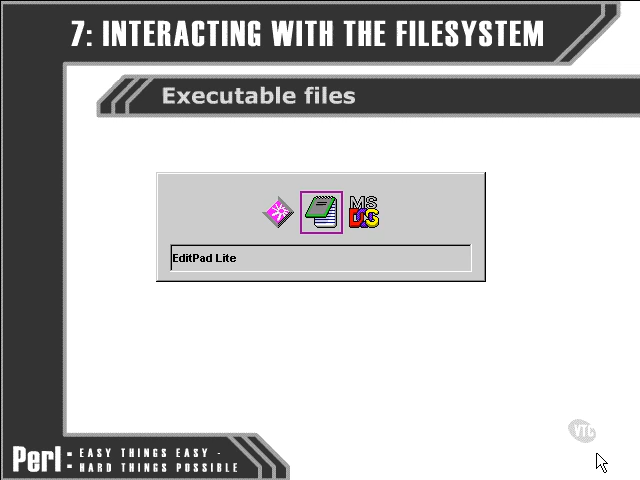 7: INTERACTING WITH THE FILESYSTEM
Executable files
MS
DOS
EditPad Lite
VTC
Perl: EASY THINGS EASY -
HARD THINGS POSSIBLE